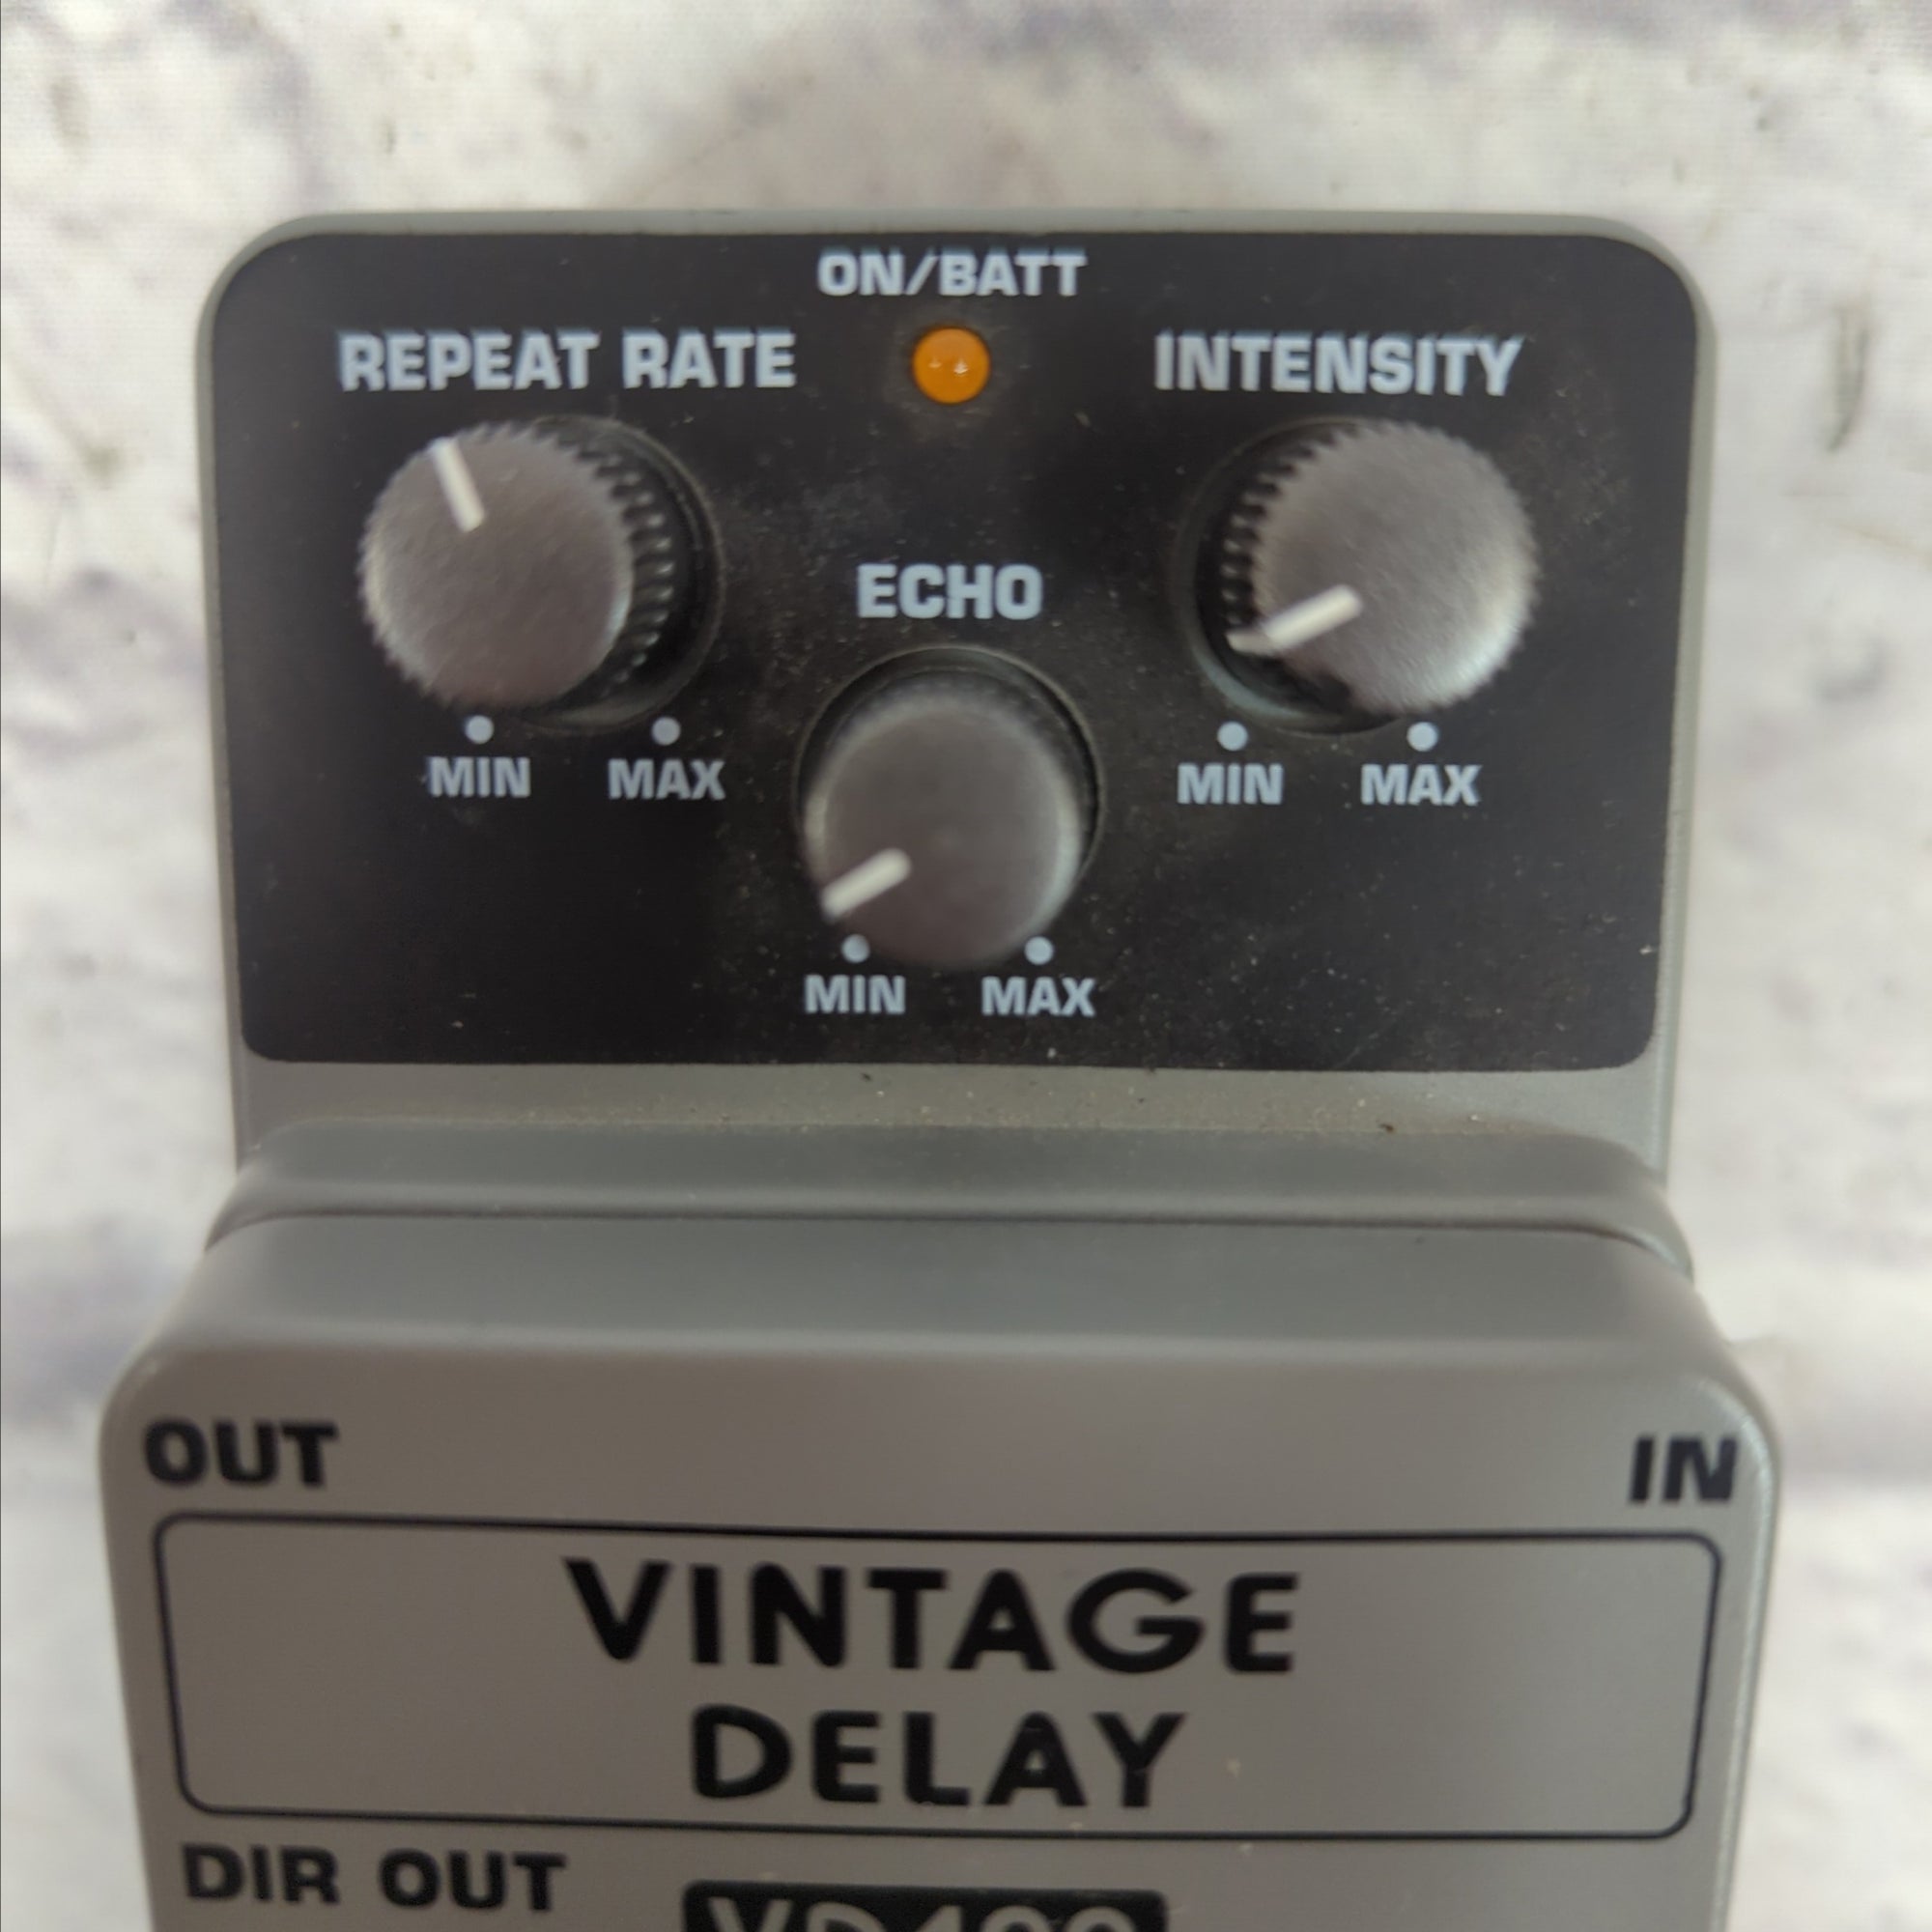 ON/BATT
REPEAT RATE
INTENSITY
ECHO
MIN MAX
MIN MAX
MIN MAX
OUT
IN
VINTAGE
DELAY
DIR OUT